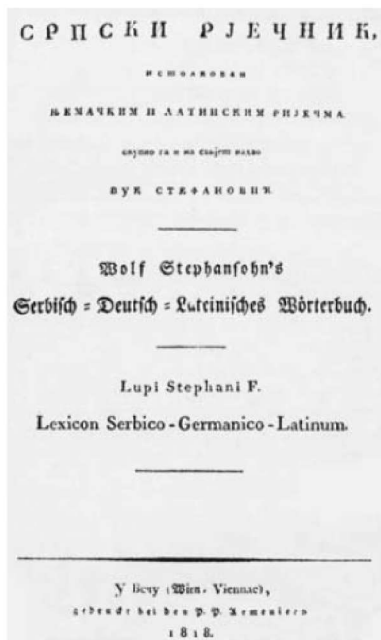 СРПСКИ РЈЕЧНИК,
ИСТОЛКОВАН
ЊЕМАЧКИМ И ЛАТИНСКИМ РИЈЕЧМА.
скупио га и на свијет издао
ВУК СТЕФАНОВИЋ.
Wolf Stephansohn's
Serbisch-Deutsch-Lateinisches Wörterbuch.
Lupi Stephani F.
Lexicon Serbico-Germanico-Latinum.
У Бечу (Wien, Viennae),
gedruckt bei den P. P. Armeniern
1818.